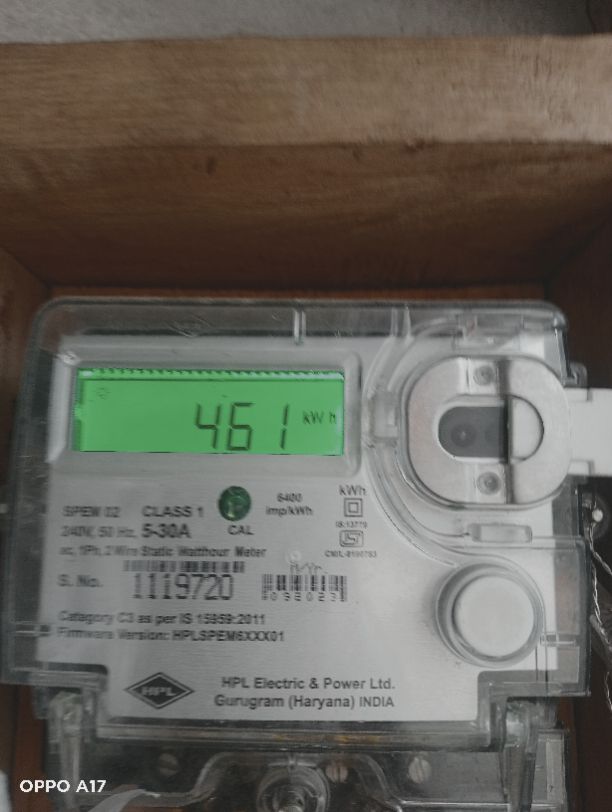 461 kWh
SPEM 02 CLASS 1 6400 imp/kWh kWh
240V, 50 Hz, 5-30A CAL IS:13779
ac, 1Ph, 2 Wire Static Watthour Meter
S. No. 1119720
Category C3 as per IS 15959:2011
Firmware Version: HPLSPEM6XXX01
HPL HPL Electric & Power Ltd.
Gurugram (Haryana) INDIA
OPPO A17